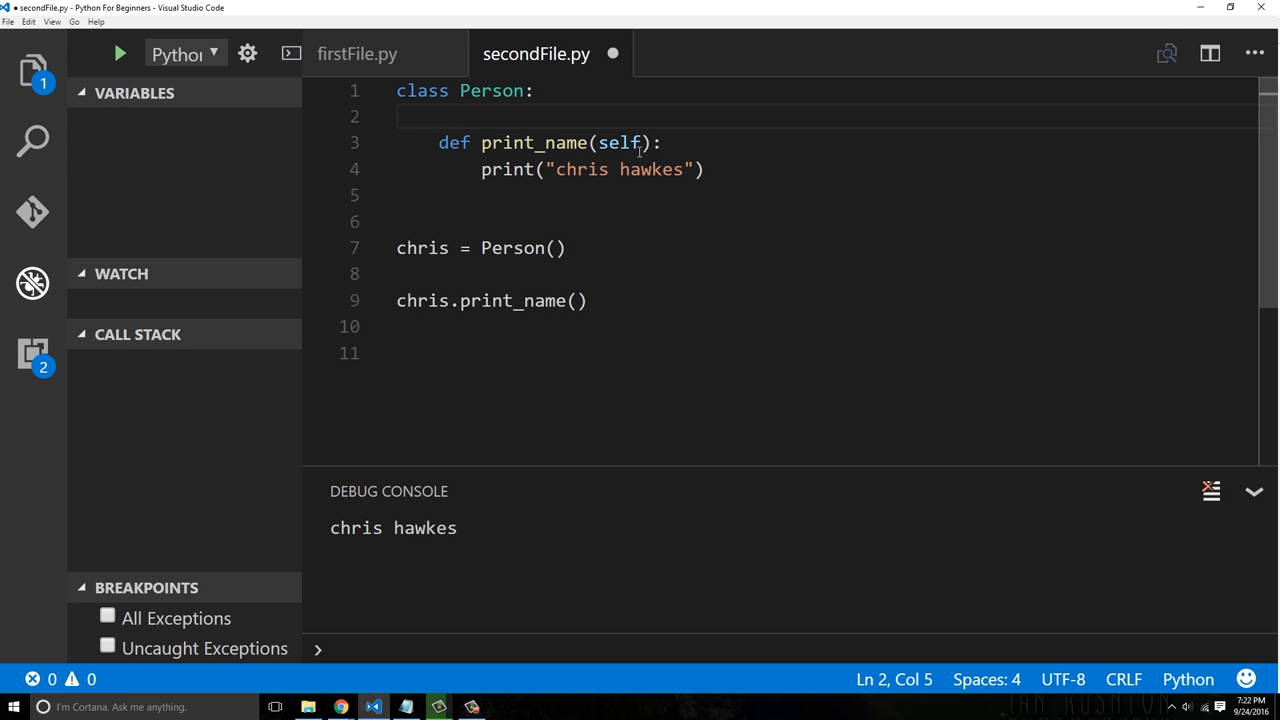 ● secondFile.py - Python For Beginners - Visual Studio Code
File Edit View Go Help
Python
firstFile.py
secondFile.py
1
VARIABLES
WATCH
CALL STACK
2
BREAKPOINTS
All Exceptions
Uncaught Exceptions
1 class Person:
2
3 def print_name(self):
4 print("chris hawkes")
5
6
7 chris = Person()
8
9 chris.print_name()
10
11
DEBUG CONSOLE
chris hawkes
0 0
Ln 2, Col 5
Spaces: 4
UTF-8
CRLF
Python
I'm Cortana. Ask me anything.
7:22 PM
9/24/2016